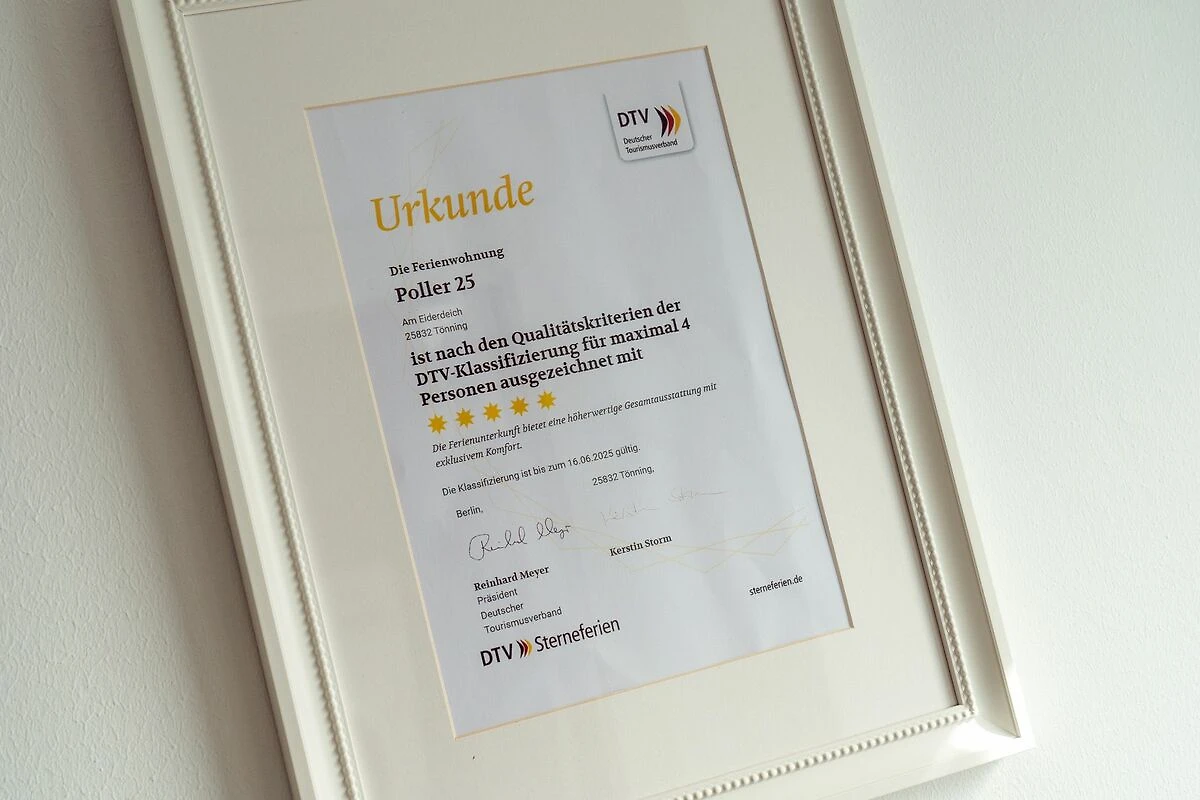 DTV
Deutscher
Tourismusverband
Urkunde
Die Ferienwohnung
Poller 25
Am Eiderdeich
25832 Tönning
ist nach den Qualitätskriterien der
DTV-Klassifizierung für maximal 4
Personen ausgezeichnet mit
Die Ferienunterkunft bietet eine höherwertige Gesamtausstattung mit
exklusivem Komfort.
Die Klassifizierung ist bis zum 16.06.2025 gültig.
Berlin,
25832 Tönning,
Reinhard Meyer
Präsident
Deutscher
Tourismusverband
Kerstin Storm
sterneferien.de
DTV Sterneferien